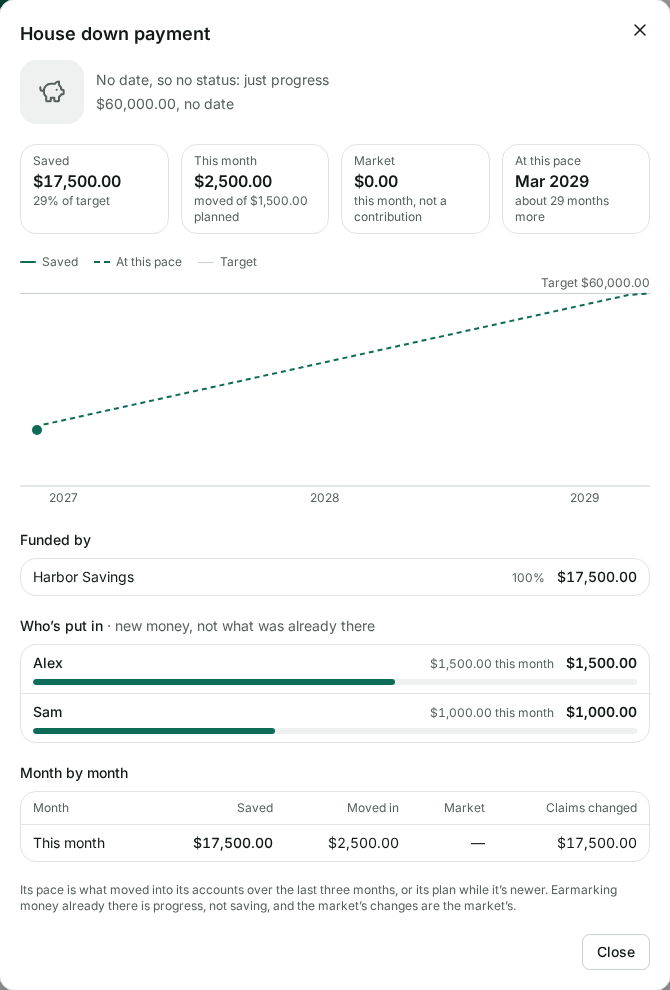 House down payment
No date, so no status: just progress
$60,000.00, no date
Saved
$17,500.00
29% of target
This month
$2,500.00
moved of $1,500.00
planned
Market
$0.00
this month, not a
contribution
At this pace
Mar 2029
about 29 months
more
Saved At this pace Target
Target $60,000.00
2027 2028 2029
Funded by
Harbor Savings 100% $17,500.00
Who’s put in · new money, not what was already there
Alex $1,500.00 this month $1,500.00
Sam $1,000.00 this month $1,000.00
Month by month
Month Saved Moved in Market Claims changed
This month $17,500.00 $2,500.00 — $17,500.00
Its pace is what moved into its accounts over the last three months, or its plan while it’s newer. Earmarking
money already there is progress, not saving, and the market’s changes are the market’s.
Close